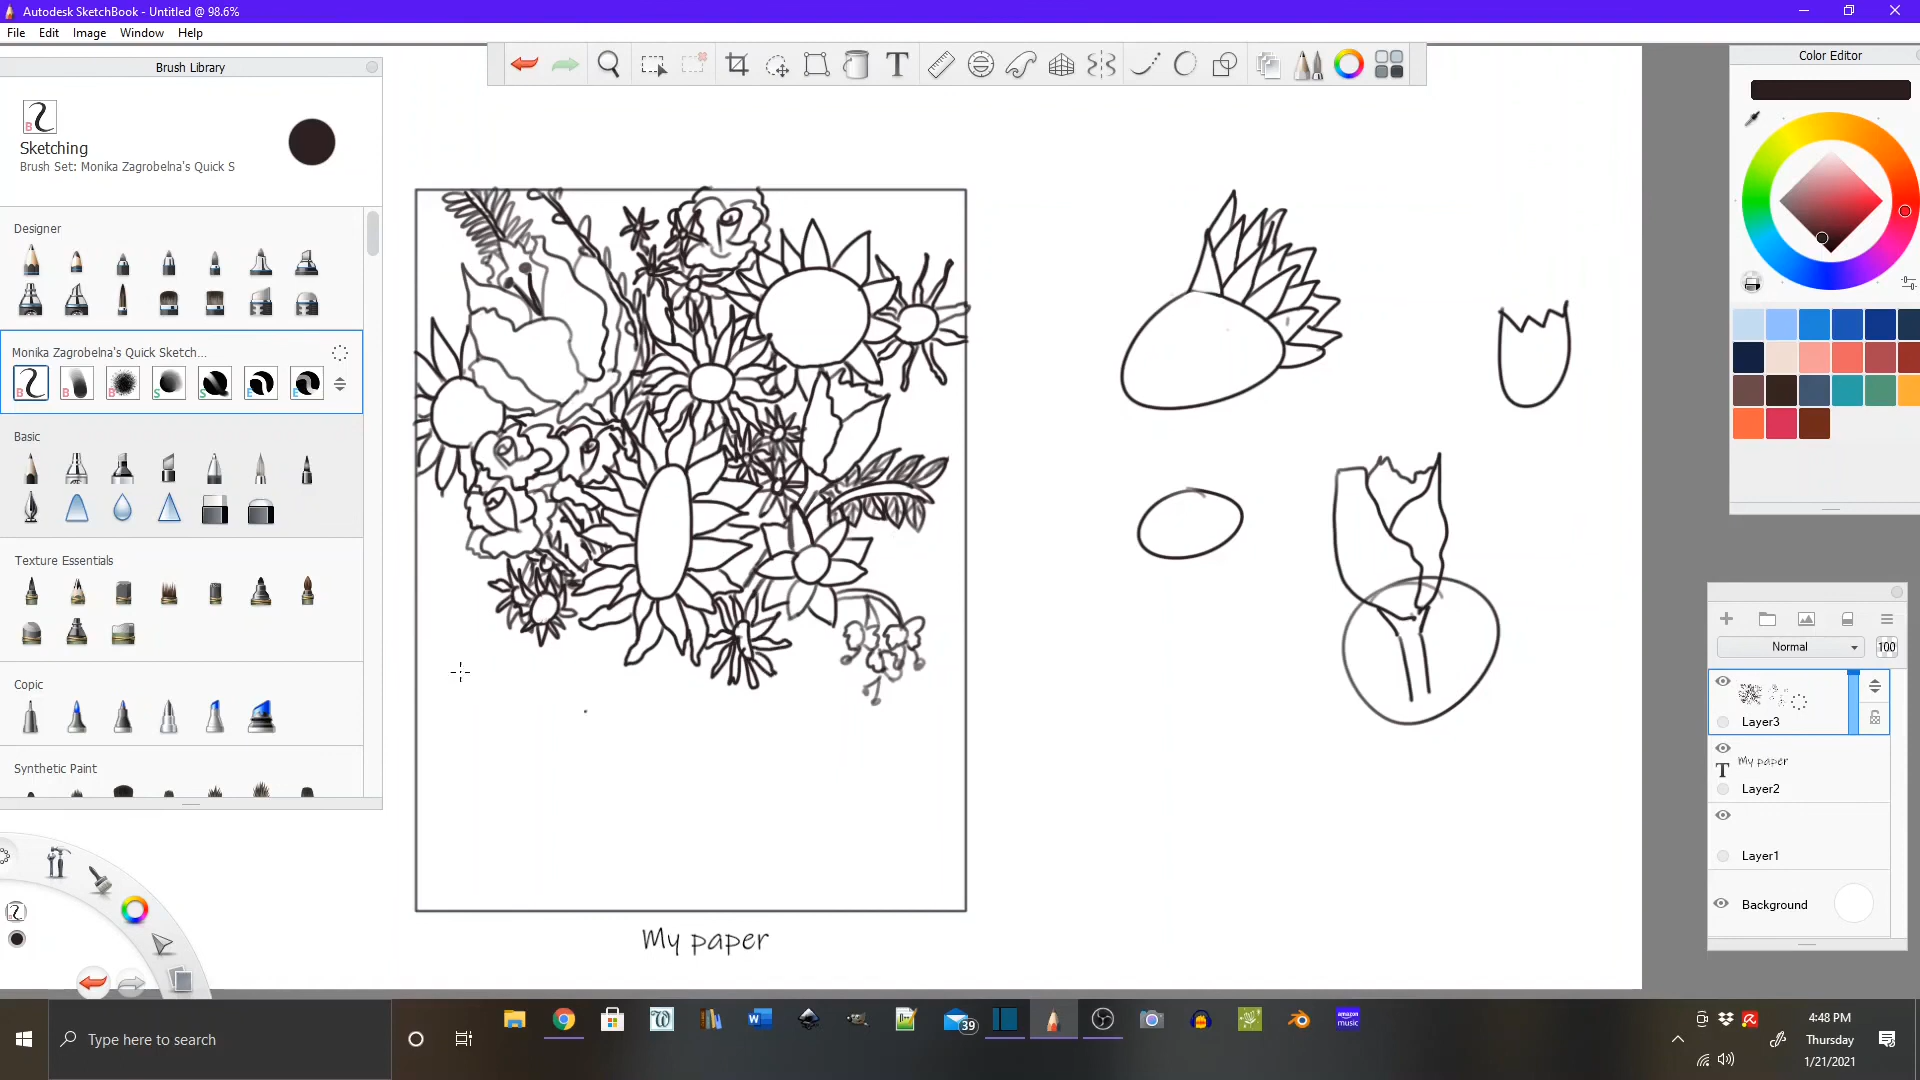 Autodesk SketchBook - Untitled @ 98.6%
File Edit Image Window Help
Brush Library
Sketching
Brush Set: Monika Zagrobelna's Quick S
Designer
Monika Zagrobelna's Quick Sketch...
Basic
Texture Essentials
Copic
Synthetic Paint
My paper
Color Editor
Normal 100
Layer3
My paper
Layer2
Layer1
Background
Type here to search
39
amazon music
4:48 PM
Thursday
1/21/2021